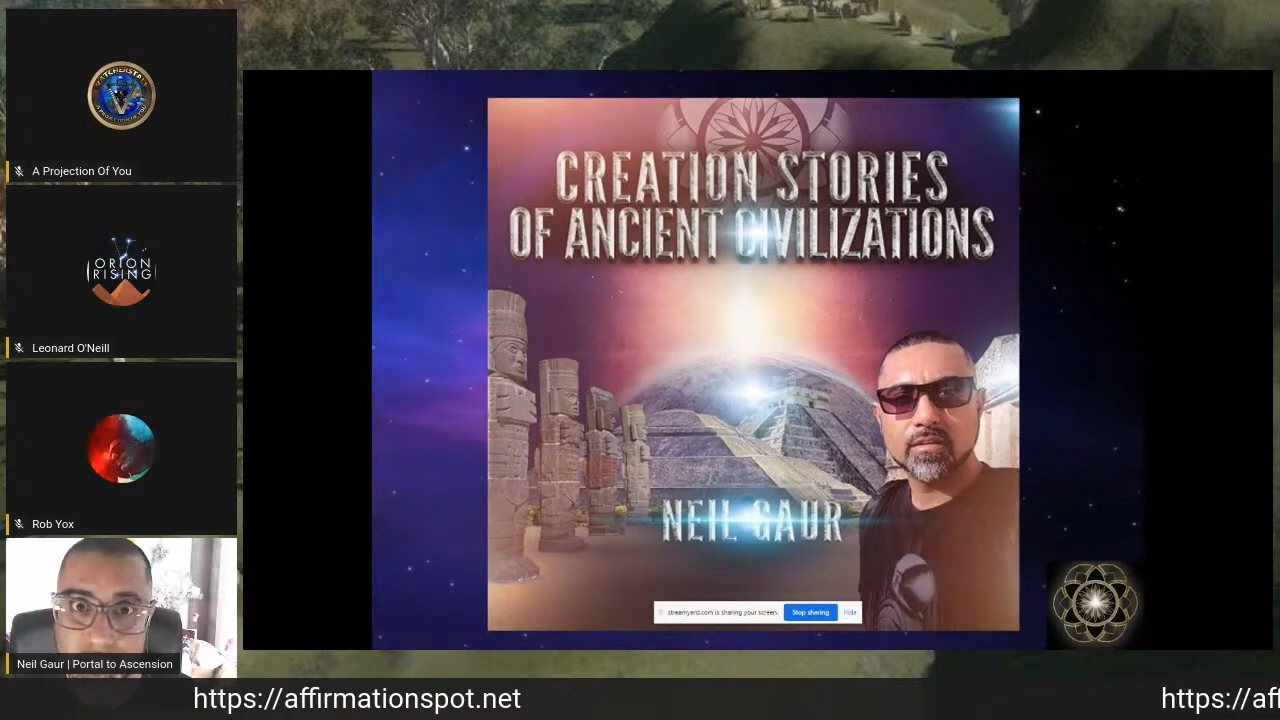 A Projection Of You
ORION
RISING
Leonard O'Neill
Rob Yox
Neil Gaur | Portal to Ascension
CREATION STORIES
OF ANCIENT CIVILIZATIONS
NEIL GAUR
streamyard.com is sharing your screen. Stop sharing Hide
https://affirmationspot.net https://aff